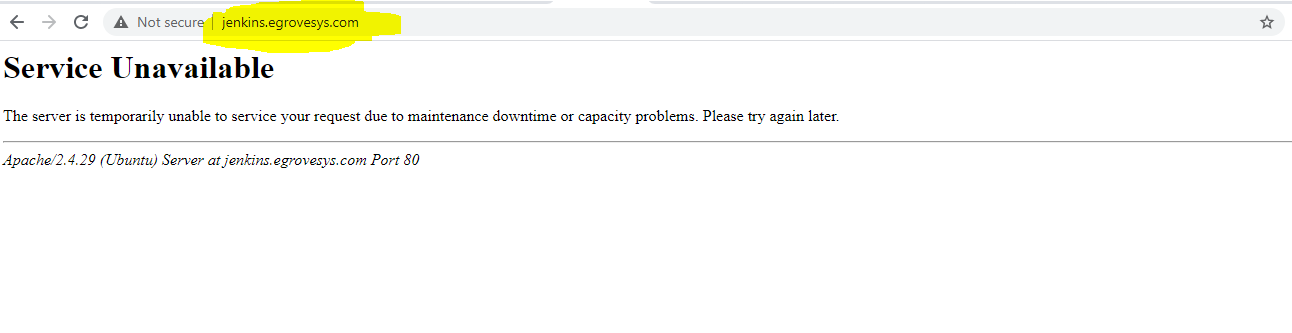 Not secure | jenkins.egrovesys.com
Service Unavailable
The server is temporarily unable to service your request due to maintenance downtime or capacity problems. Please try again later.
Apache/2.4.29 (Ubuntu) Server at jenkins.egrovesys.com Port 80